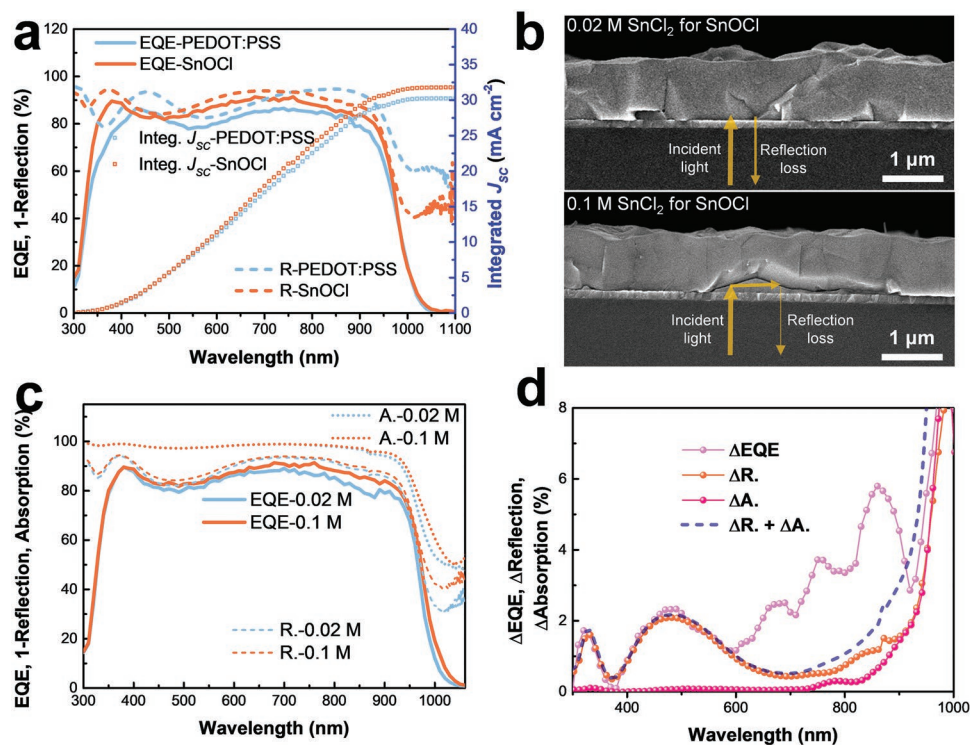 a
EQE-PEDOT:PSS
EQE-SnOCl
Integ. JSC-PEDOT:PSS
Integ. JSC-SnOCl
R-PEDOT:PSS
R-SnOCl
EQE, 1-Reflection (%)
0
20
40
60
80
100
120
Integrated JSC (mA cm-2)
0
5
10
15
20
25
30
35
40
300 400 500 600 700 800 900 1000 1100
Wavelength (nm)
b
0.02 M SnCl2 for SnOCl
Incident
light
Reflection
loss
1 µm
0.1 M SnCl2 for SnOCl
Incident
light
Reflection
loss
1 µm
c
A.-0.02 M
A.-0.1 M
EQE-0.02 M
EQE-0.1 M
R.-0.02 M
R.-0.1 M
EQE, 1-Reflection, Absorption (%)
0
20
40
60
80
100
300 400 500 600 700 800 900 1000
Wavelength (nm)
d
ΔEQE
ΔR.
ΔA.
ΔR. + ΔA.
ΔEQE, ΔReflection,
ΔAbsorption (%)
0
2
4
6
8
400 600 800 1000
Wavelength (nm)